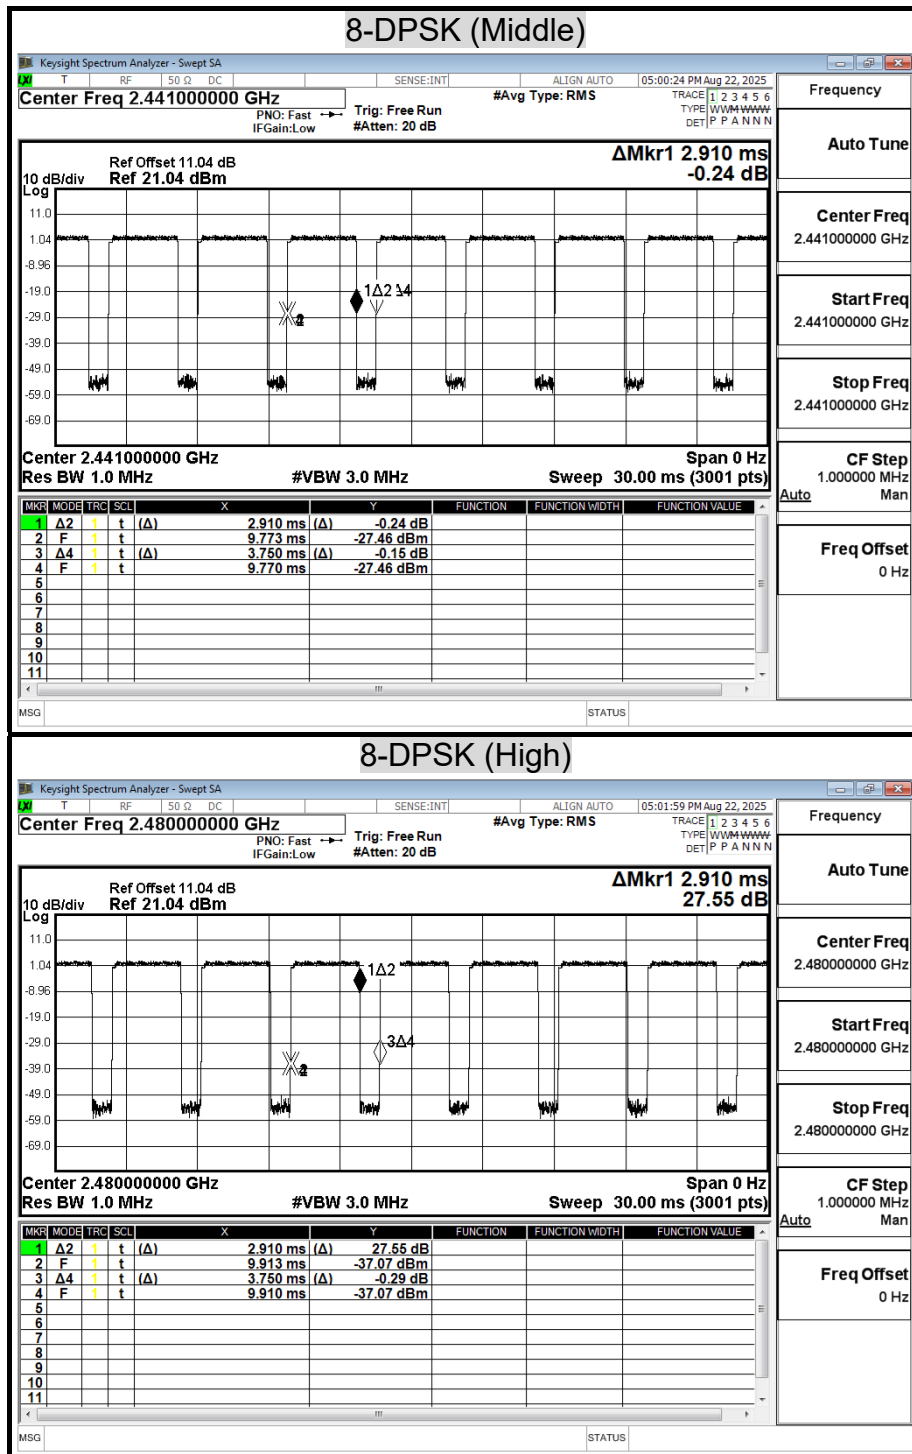 8-DPSK (Middle)
Keysight Spectrum Analyzer - Swept SA
LXI T RF 50 Ω DC SENSE:INT ALIGN AUTO 05:00:24 PM Aug 22, 2025
Center Freq 2.441000000 GHz #Avg Type: RMS TRACE 1 2 3 4 5 6
PNO: Fast Trig: Free Run TYPE WWMWWW
IFGain:Low #Atten: 20 dB DET P P A N N N
Frequency
Auto Tune
ΔMkr1 2.910 ms
-0.24 dB
Ref Offset 11.04 dB
10 dB/div Ref 21.04 dBm
Log
11.0
1.04
-8.96
-19.0
-29.0
-39.0
-49.0
-59.0
-69.0
1Δ2
Center Freq
2.441000000 GHz
Start Freq
2.441000000 GHz
Stop Freq
2.441000000 GHz
CF Step
1.000000 MHz
Auto Man
Freq Offset
0 Hz
Center 2.441000000 GHz Span 0 Hz
Res BW 1.0 MHz #VBW 3.0 MHz Sweep 30.00 ms (3001 pts)
MKR MODE TRC SCL X Y FUNCTION FUNCTION WIDTH FUNCTION VALUE
1 Δ2 1 t (Δ) 2.910 ms (Δ) -0.24 dB
2 F 1 t 9.773 ms -27.46 dBm
3 Δ4 1 t (Δ) 3.750 ms (Δ) -0.15 dB
4 F 1 t 9.770 ms -27.46 dBm
5
6
7
8
9
10
11
MSG STATUS
8-DPSK (High)
Keysight Spectrum Analyzer - Swept SA
LXI T RF 50 Ω DC SENSE:INT ALIGN AUTO 05:01:59 PM Aug 22, 2025
Center Freq 2.480000000 GHz #Avg Type: RMS TRACE 1 2 3 4 5 6
PNO: Fast Trig: Free Run TYPE WWMWWW
IFGain:Low #Atten: 20 dB DET P P A N N N
Frequency
Auto Tune
ΔMkr1 2.910 ms
27.55 dB
Ref Offset 11.04 dB
10 dB/div Ref 21.04 dBm
Log
11.0
1.04
-8.96
-19.0
-29.0
-39.0
-49.0
-59.0
-69.0
1Δ2
3Δ4
Center Freq
2.480000000 GHz
Start Freq
2.480000000 GHz
Stop Freq
2.480000000 GHz
CF Step
1.000000 MHz
Auto Man
Freq Offset
0 Hz
Center 2.480000000 GHz Span 0 Hz
Res BW 1.0 MHz #VBW 3.0 MHz Sweep 30.00 ms (3001 pts)
MKR MODE TRC SCL X Y FUNCTION FUNCTION WIDTH FUNCTION VALUE
1 Δ2 1 t (Δ) 2.910 ms (Δ) 27.55 dB
2 F 1 t 9.913 ms -37.07 dBm
3 Δ4 1 t (Δ) 3.750 ms (Δ) -0.29 dB
4 F 1 t 9.910 ms -37.07 dBm
5
6
7
8
9
10
11
MSG STATUS